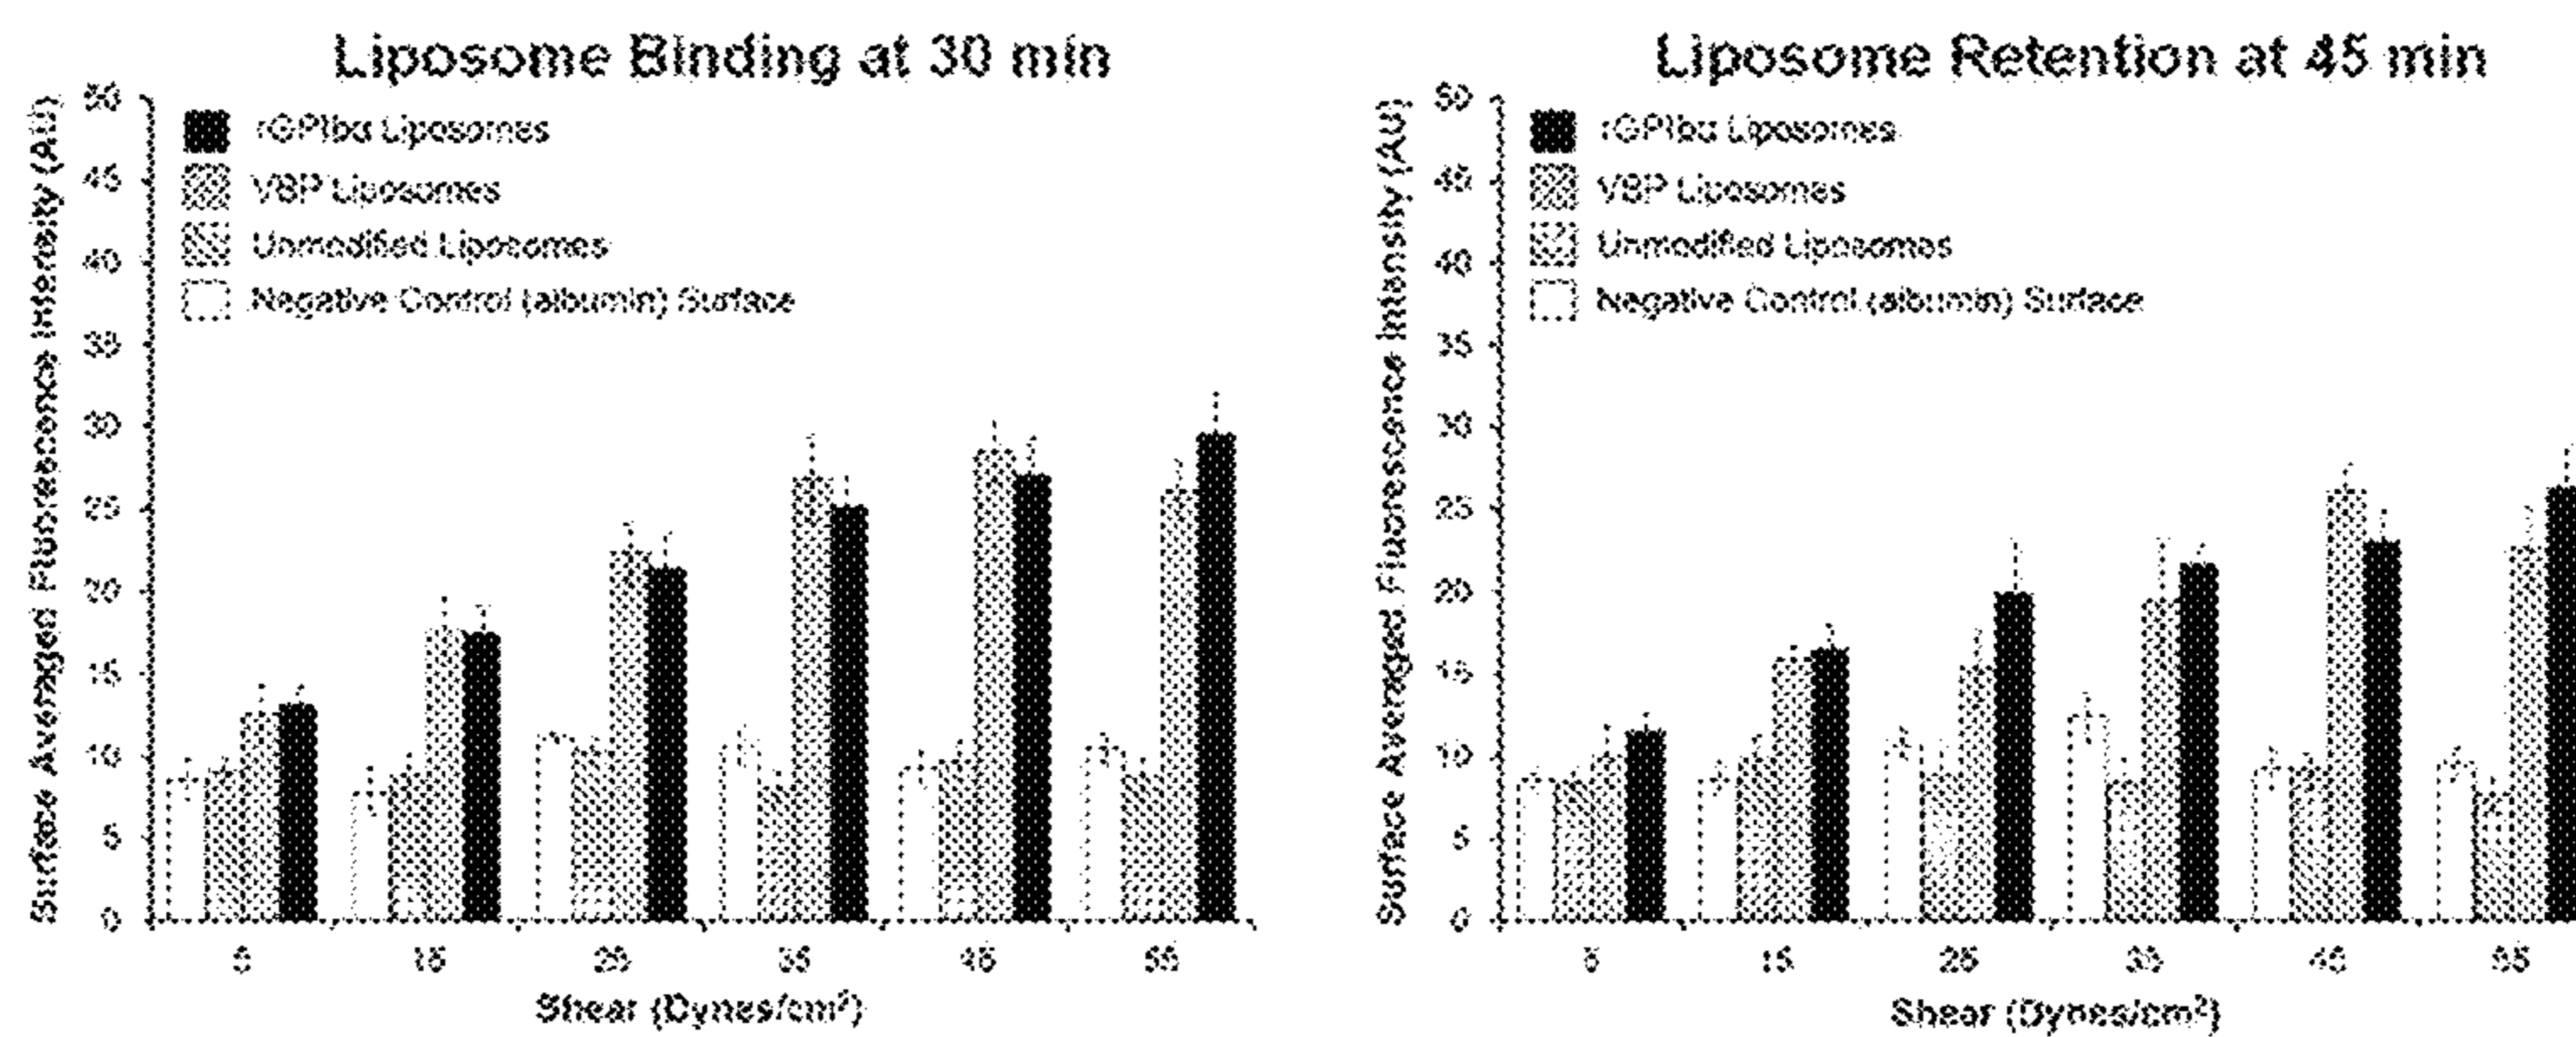 Liposome Binding at 30 min
Surface Averaged Fluorescence Intensity (AU)
50
45
40
35
30
25
20
15
10
5
0
rGPIbα Liposomes
VBP Liposomes
Unmodified Liposomes
Negative Control (albumin) Surface
5 15 25 35 45 55
Shear (Dynes/cm²)
Liposome Retention at 45 min
Surface Averaged Fluorescence Intensity (AU)
50
45
40
35
30
25
20
15
10
5
0
rGPIbα Liposomes
VBP Liposomes
Unmodified Liposomes
Negative Control (albumin) Surface
5 15 25 35 45 55
Shear (Dynes/cm²)